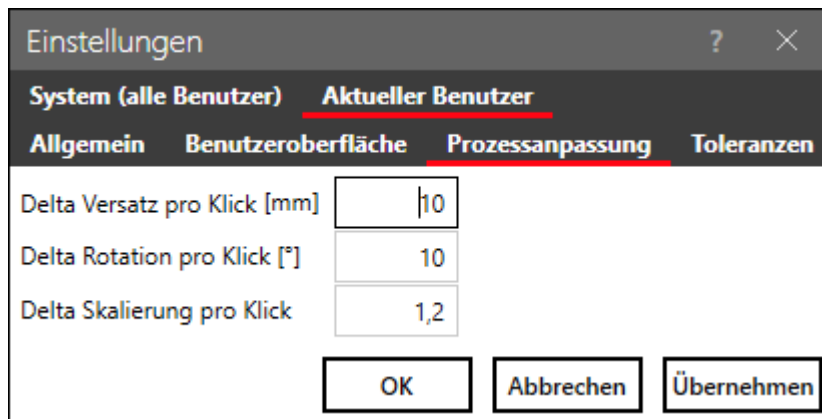 Einstellungen ?
System (alle Benutzer) Aktueller Benutzer
Allgemein Benutzeroberfläche Prozessanpassung Toleranzen
Delta Versatz pro Klick [mm] 10
Delta Rotation pro Klick [°] 10
Delta Skalierung pro Klick 1,2
OK Abbrechen Übernehmen